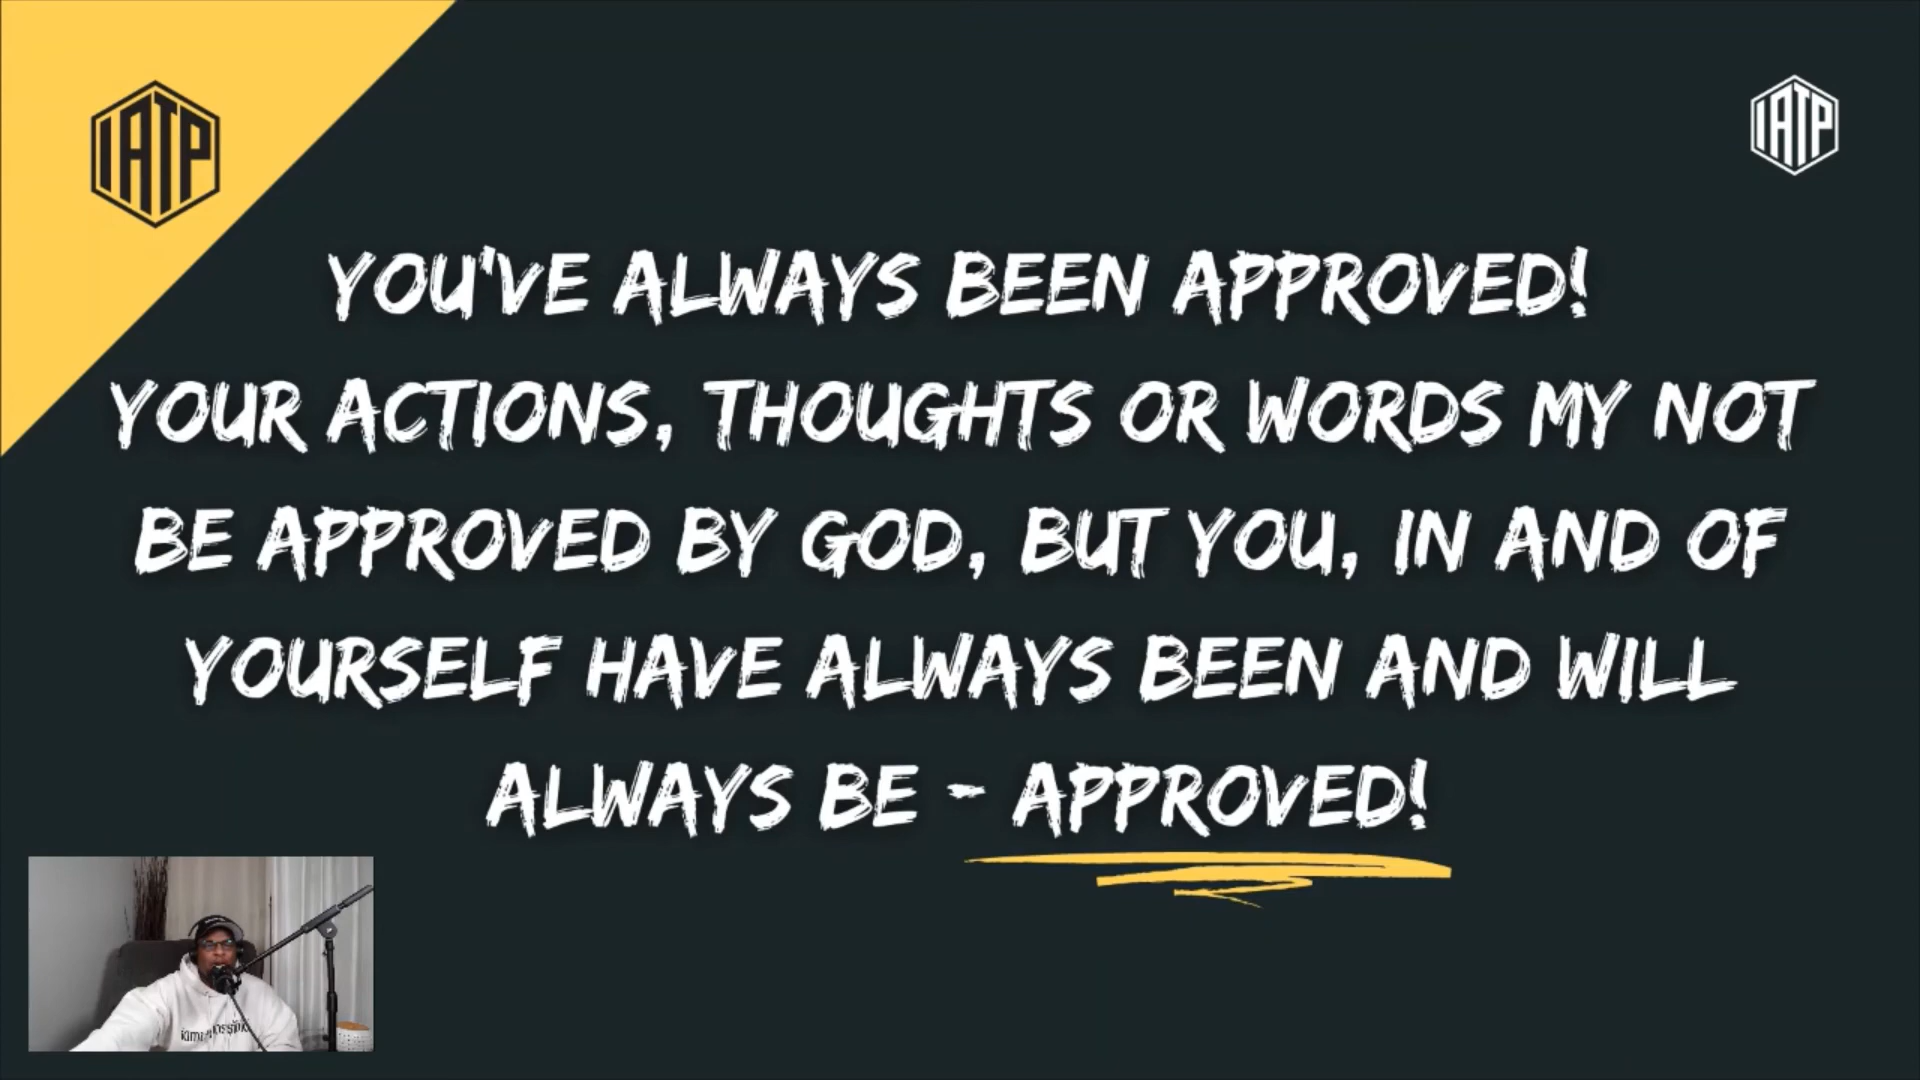 IATP
IATP
YOU'VE ALWAYS BEEN APPROVED!
YOUR ACTIONS, THOUGHTS OR WORDS MY NOT
BE APPROVED BY GOD, BUT YOU, IN AND OF
YOURSELF HAVE ALWAYS BEEN AND WILL
ALWAYS BE - APPROVED!